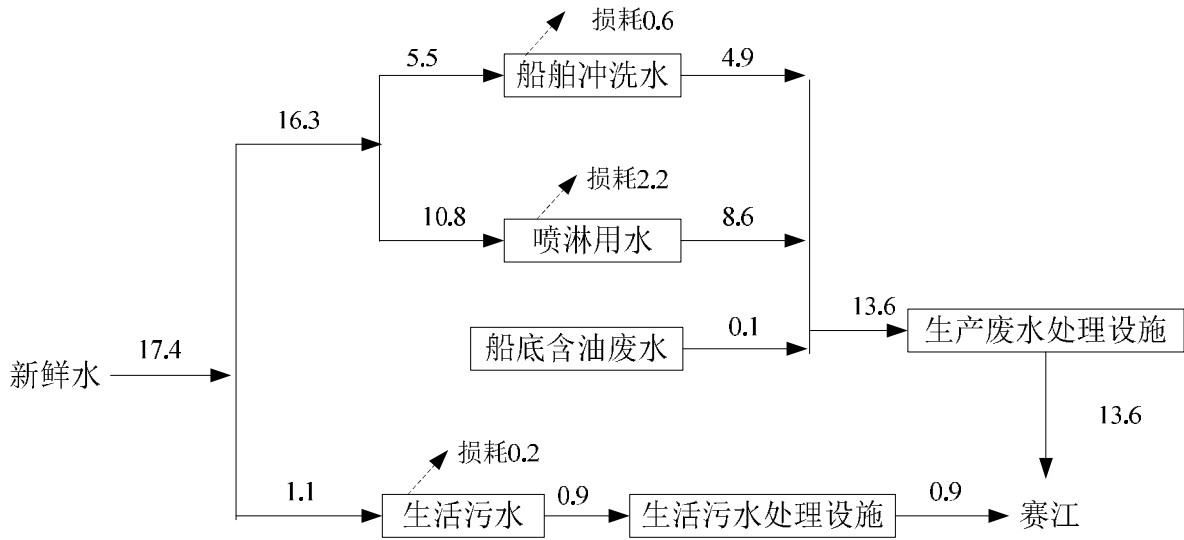 损耗0.6
5.5
船舶冲洗水
4.9
16.3
损耗2.2
10.8
喷淋用水
8.6
船底含油废水
0.1
13.6
生产废水处理设施
新鲜水
17.4
13.6
损耗0.2
1.1
生活污水
0.9
生活污水处理设施
0.9
赛江